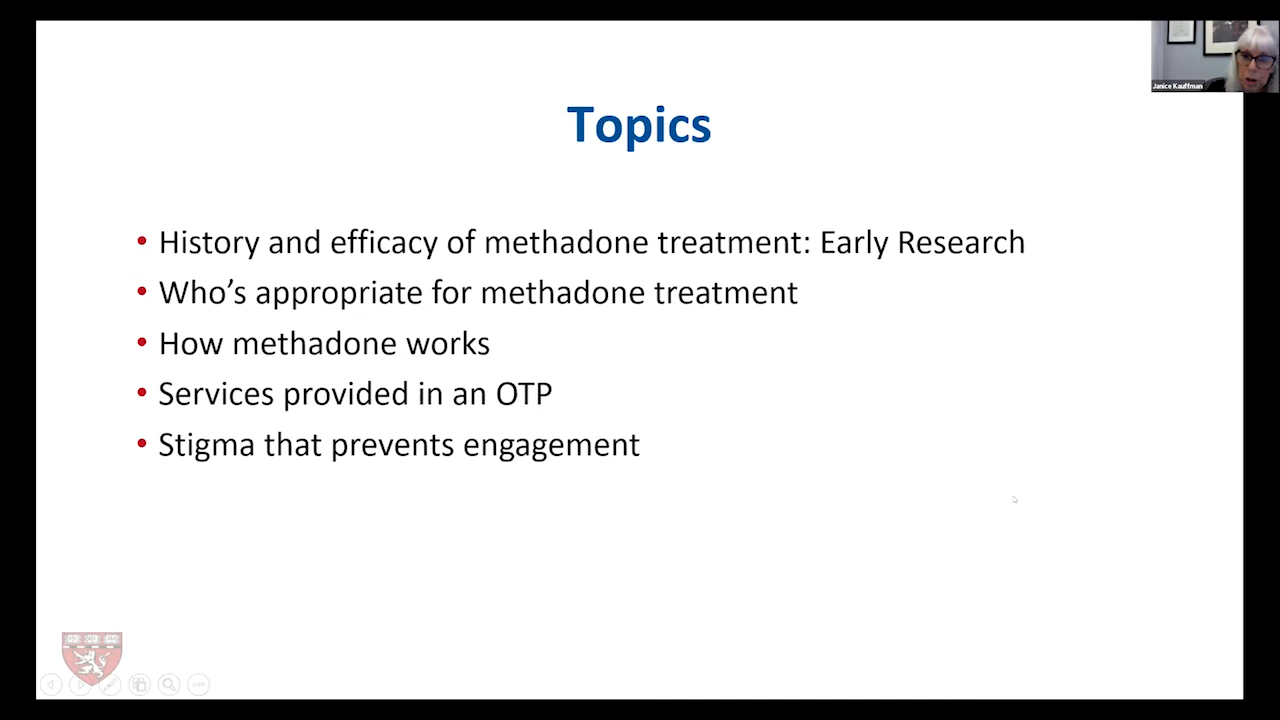 Janice Kauffman
Topics
• History and efficacy of methadone treatment: Early Research
• Who’s appropriate for methadone treatment
• How methadone works
• Services provided in an OTP
• Stigma that prevents engagement